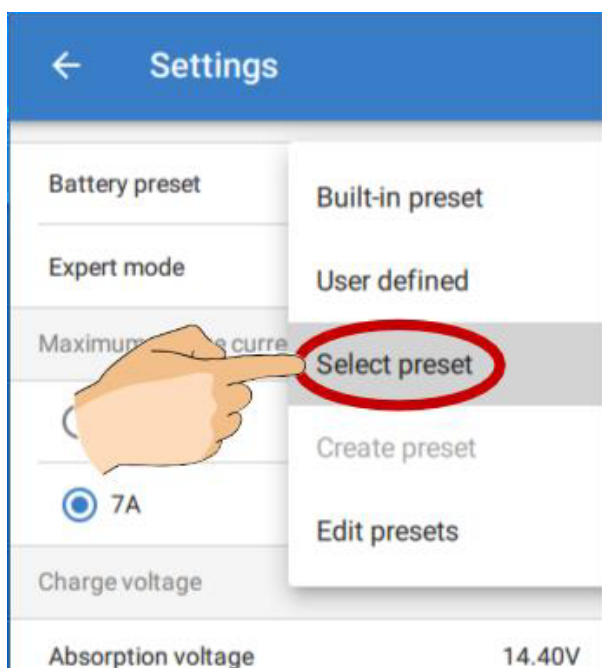 Settings
Battery preset
Built-in preset
Expert mode
User defined
curre
Select preset
Create preset
7A
Edit presets
Charge voltage
Absorption voltage 14.40V